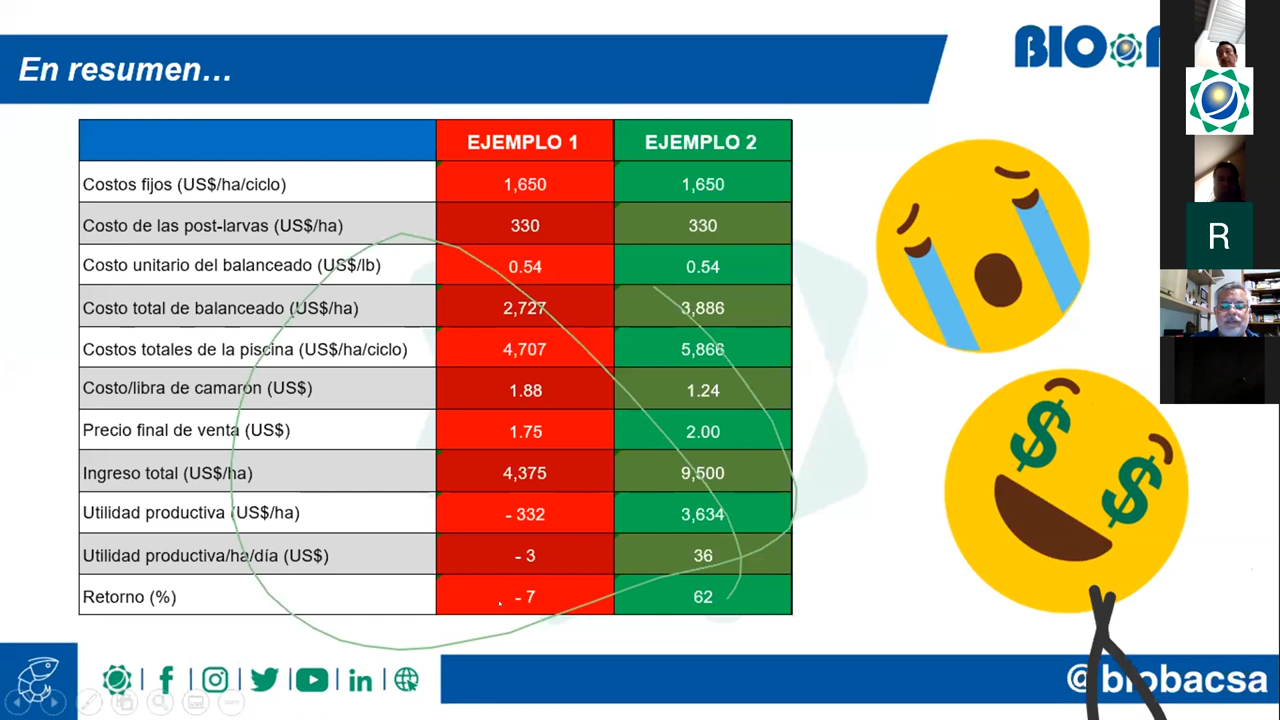 En resumen...
BIO
EJEMPLO 1 EJEMPLO 2
Costos fijos (US$/ha/ciclo) 1,650 1,650
Costo de las post-larvas (US$/ha) 330 330
Costo unitario del balanceado (US$/lb) 0.54 0.54
Costo total de balanceado (US$/ha) 2,727 3,886
Costos totales de la piscina (US$/ha/ciclo) 4,707 5,866
Costo/libra de camarón (US$) 1.88 1.24
Precio final de venta (US$) 1.75 2.00
Ingreso total (US$/ha) 4,375 9,500
Utilidad productiva (US$/ha) - 332 3,634
Utilidad productiva/ha/día (US$) - 3 36
Retorno (%) - 7 62
R
$ $
@biobacsa